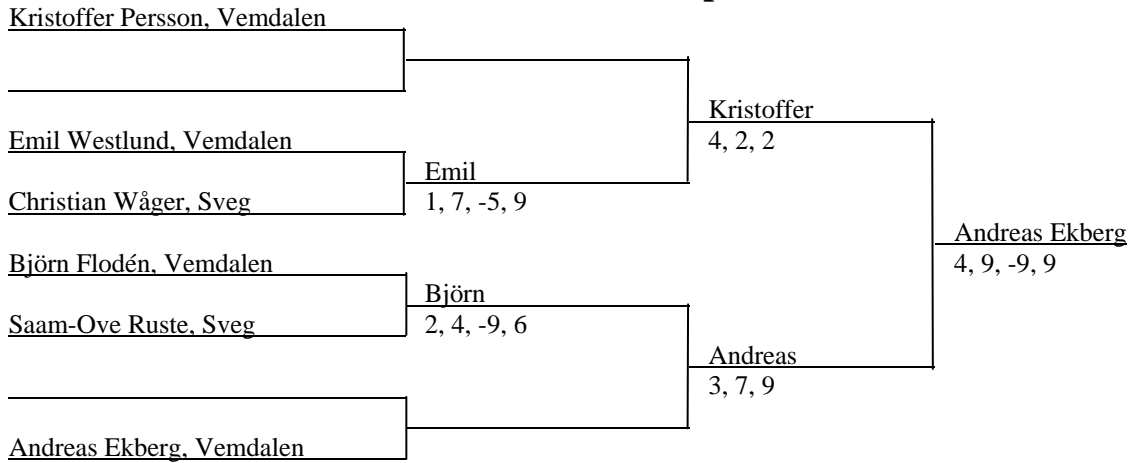 Kristoffer Persson, Vemdalen
Kristoffer
4, 2, 2
Emil Westlund, Vemdalen
Emil
1, 7, -5, 9
Christian Wåger, Sveg
Andreas Ekberg
4, 9, -9, 9
Björn Flodén, Vemdalen
Björn
2, 4, -9, 6
Saam-Ove Ruste, Sveg
Andreas
3, 7, 9
Andreas Ekberg, Vemdalen